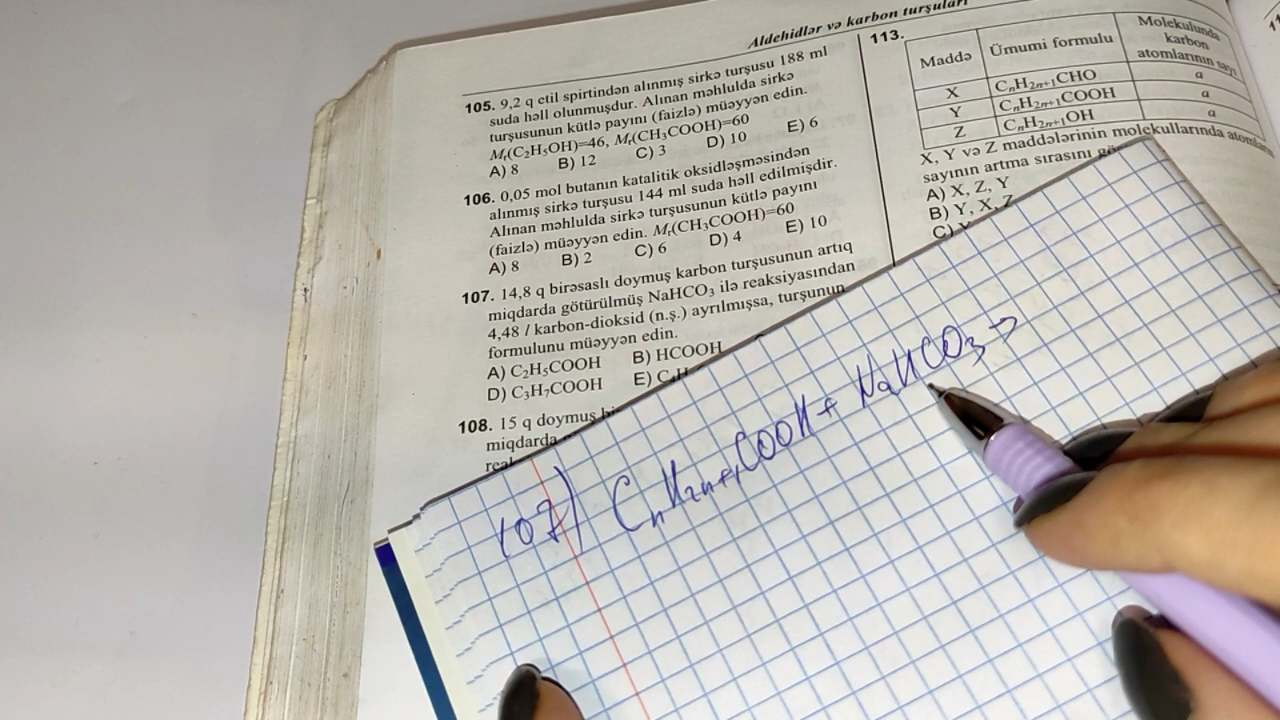 Aldehidlər və karbon turşuları
105. 9,2 q etil spirtindən alınmış sirkə turşusu 188 ml
suda həll olunmuşdur. Alınan məhlulda sirkə
turşusunun kütlə payını (faizlə) müəyyən edin.
Mr(C₂H₅OH)=46, Mr(CH₃COOH)=60
A) 8 B) 12 C) 3 D) 10 E) 6
106. 0,05 mol butanın katalitik oksidləşməsindən
alınmış sirkə turşusu 144 ml suda həll edilmişdir.
Alınan məhlulda sirkə turşusunun kütlə payını
(faizlə) müəyyən edin. Mr(CH₃COOH)=60
A) 8 B) 2 C) 6 D) 4 E) 10
107. 14,8 q birəsaslı doymuş karbon turşusunun artıq
miqdarda götürülmüş NaHCO₃ ilə reaksiyasından
4,48 l karbon-dioksid (n.ş.) ayrılmışsa, turşunun
formulunu müəyyən edin.
A) C₂H₅COOH B) HCOOH
D) C₃H₇COOH E)
108. 15 q doymuş
miqdarda
113.
Maddə Ümumi formulu Molekulunda karbon atomlarının sayı
X CₙH₂ₙ₊₁CHO a
Y CₙH₂ₙ₊₁COOH a
Z CₙH₂ₙ₊₁OH a
X, Y və Z maddələrinin molekullarında
sayının artma sırasını
A) X, Z, Y
B) Y, X, Z
C)
107) CₙH₂ₙ₊₁COOH + NaHCO₃ →